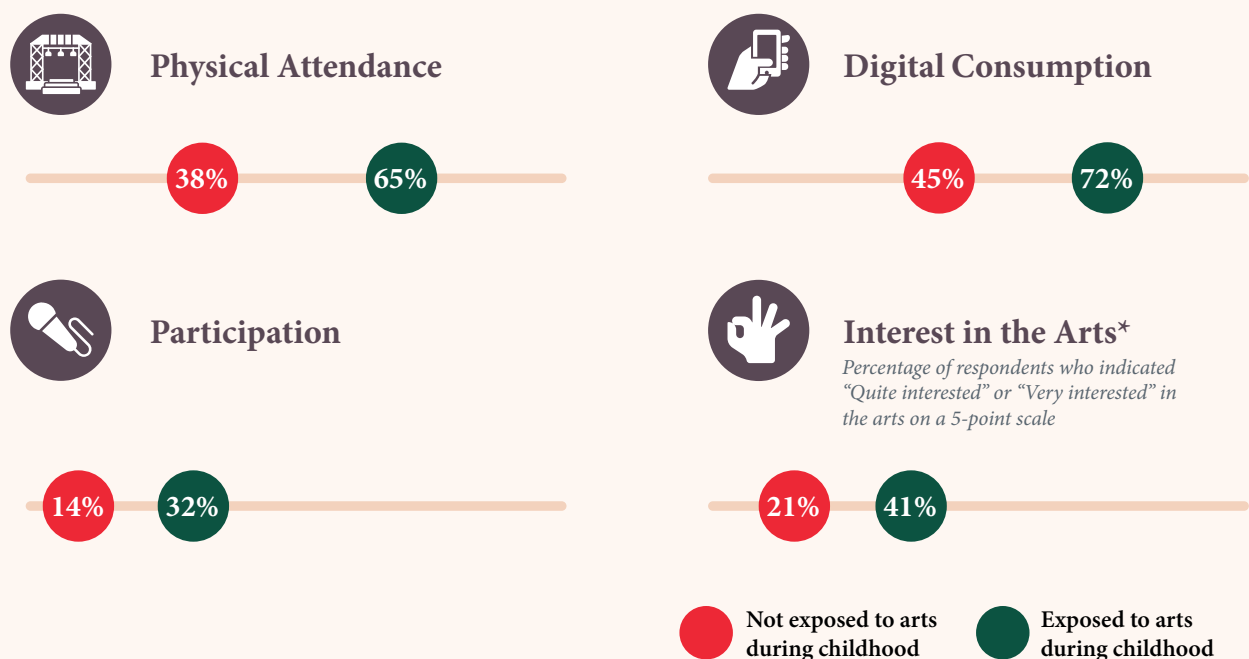 Physical Attendance
38%
65%
Digital Consumption
45%
72%
Participation
14%
32%
Interest in the Arts*
Percentage of respondents who indicated
“Quite interested” or “Very interested” in
the arts on a 5-point scale
21%
41%
Not exposed to arts
during childhood
Exposed to arts
during childhood